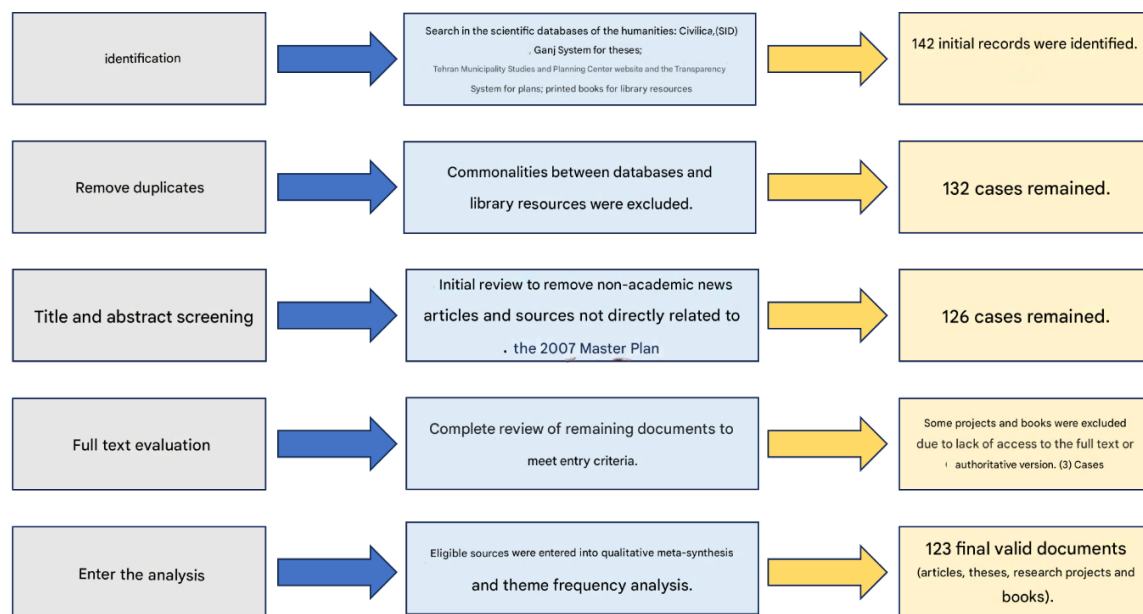 identification
Search in the scientific databases of the humanities: Civilica,(SID)
, Ganj System for theses;
Tehran Municipality Studies and Planning Center website and the Transparency
System for plans; printed books for library resources
142 initial records were identified.
Remove duplicates
Commonalities between databases and
library resources were excluded.
132 cases remained.
Title and abstract screening
Initial review to remove non-academic news
articles and sources not directly related to
. the 2007 Master Plan
126 cases remained.
Full text evaluation
Complete review of remaining documents to
meet entry criteria.
Some projects and books were excluded
due to lack of access to the full text or
( authoritative version. (3) Cases
Enter the analysis
Eligible sources were entered into qualitative meta-synthesis
and theme frequency analysis.
123 final valid documents
(articles, theses, research projects and
books).